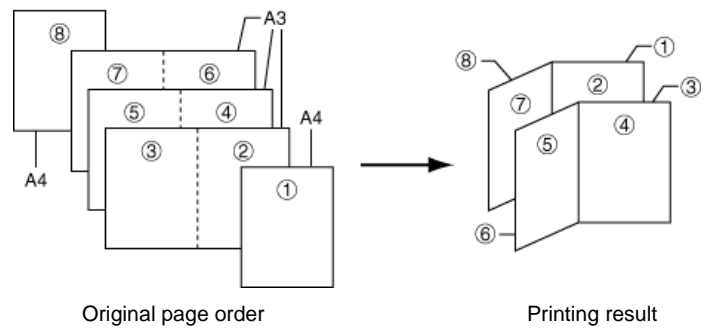 ⑧
A3
⑦ ⑥
⑤ ④
A4
③ ②
A4
①
Original page order
①
⑧
②
③
⑦
④
⑤
⑥
Printing result